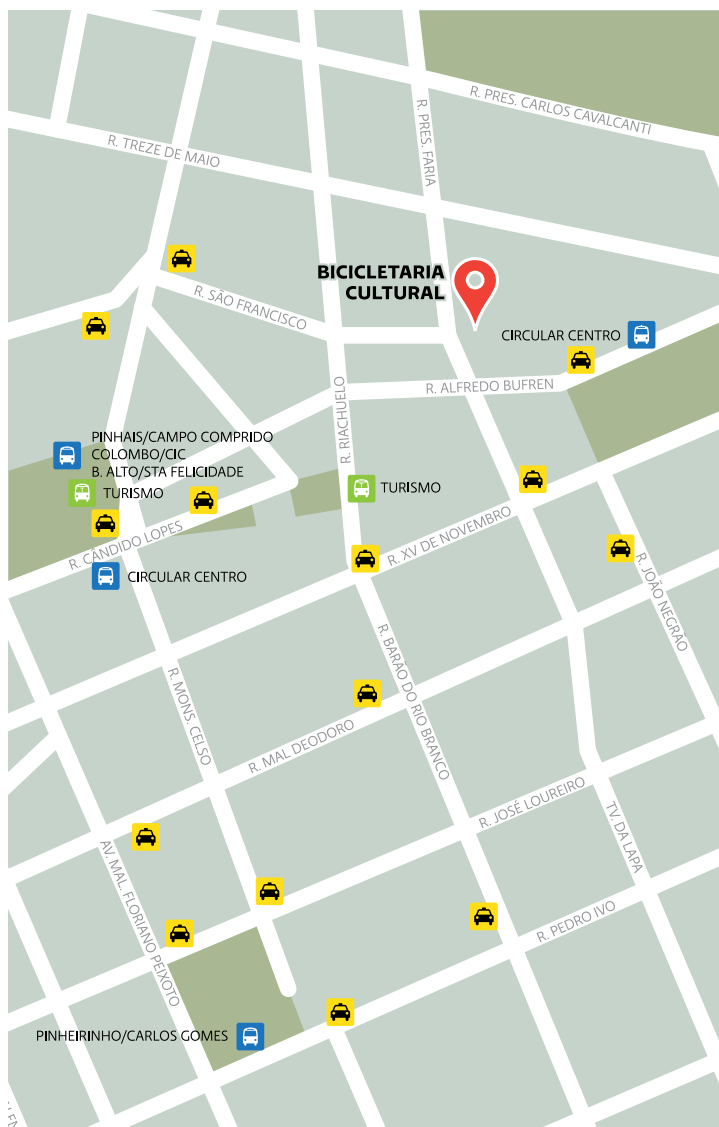 R. PRES. CARLOS CAVALCANTI
R. PRES. FARIA
R. TREZE DE MAIO
BICICLETARIA
CULTURAL
R. SÃO FRANCISCO
CIRCULAR CENTRO
R. ALFREDO BUFREN
R. RIACHUELO
PINHAIS/CAMPO COMPRIDO
COLOMBO/CIC
B. ALTO/STA FELICIDADE
TURISMO
TURISMO
R. XV DE NOVEMBRO
R. CÂNDIDO LOPES
CIRCULAR CENTRO
R. JOÃO NEGRÃO
R. BARÃO DO RIO BRANCO
R. MONS. CELSO
R. MAL DEODORO
R. JOSÉ LOUREIRO
TV. DA LAPA
AV. MAL. FLORIANO PEIXOTO
R. PEDRO IVO
PINHEIRINHO/CARLOS GOMES